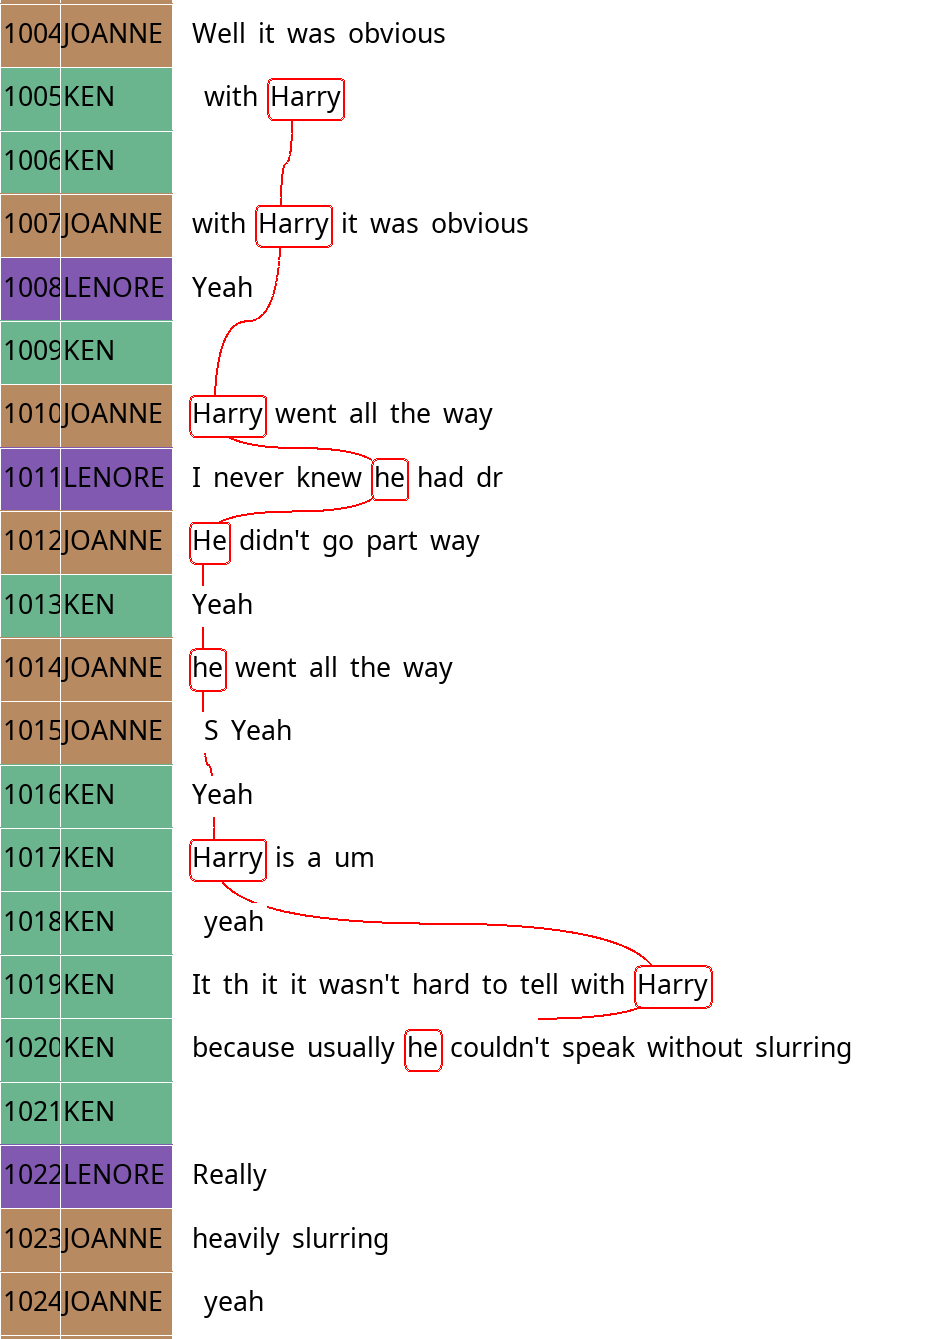 1004 JOANNE Well it was obvious
1005 KEN with Harry
1006 KEN
1007 JOANNE with Harry it was obvious
1008 LENORE Yeah
1009 KEN
1010 JOANNE Harry went all the way
1011 LENORE I never knew he had dr
1012 JOANNE He didn't go part way
1013 KEN Yeah
1014 JOANNE he went all the way
1015 JOANNE S Yeah
1016 KEN Yeah
1017 KEN Harry is a um
1018 KEN yeah
1019 KEN It th it it wasn't hard to tell with Harry
1020 KEN because usually he couldn't speak without slurring
1021 KEN
1022 LENORE Really
1023 JOANNE heavily slurring
1024 JOANNE yeah